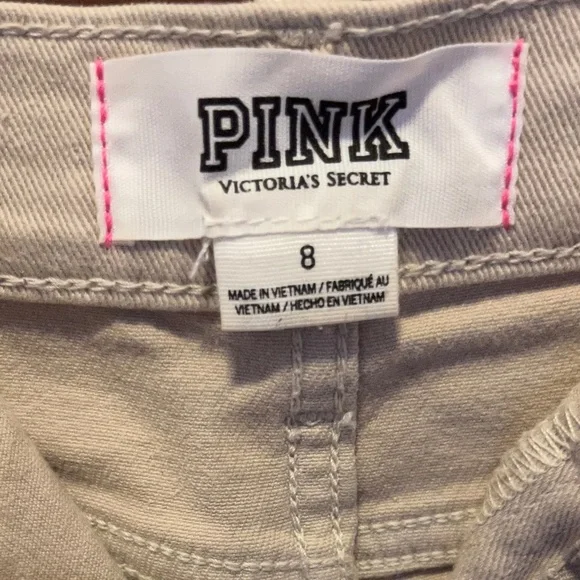 PINK
VICTORIA'S SECRET
8
MADE IN VIETNAM / FABRIQUÉ AU
VIETNAM / HECHO EN VIETNAM